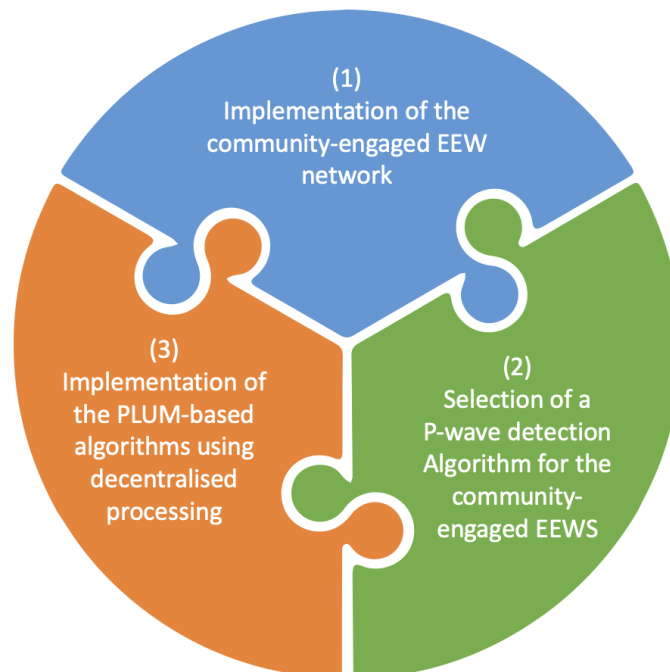 (1)
Implementation of the
community-engaged EEW
network
(3)
Implementation of
the PLUM-based
algorithms using
decentralised
processing
(2)
Selection of a
P-wave detection
Algorithm for the
community-
engaged EEWS